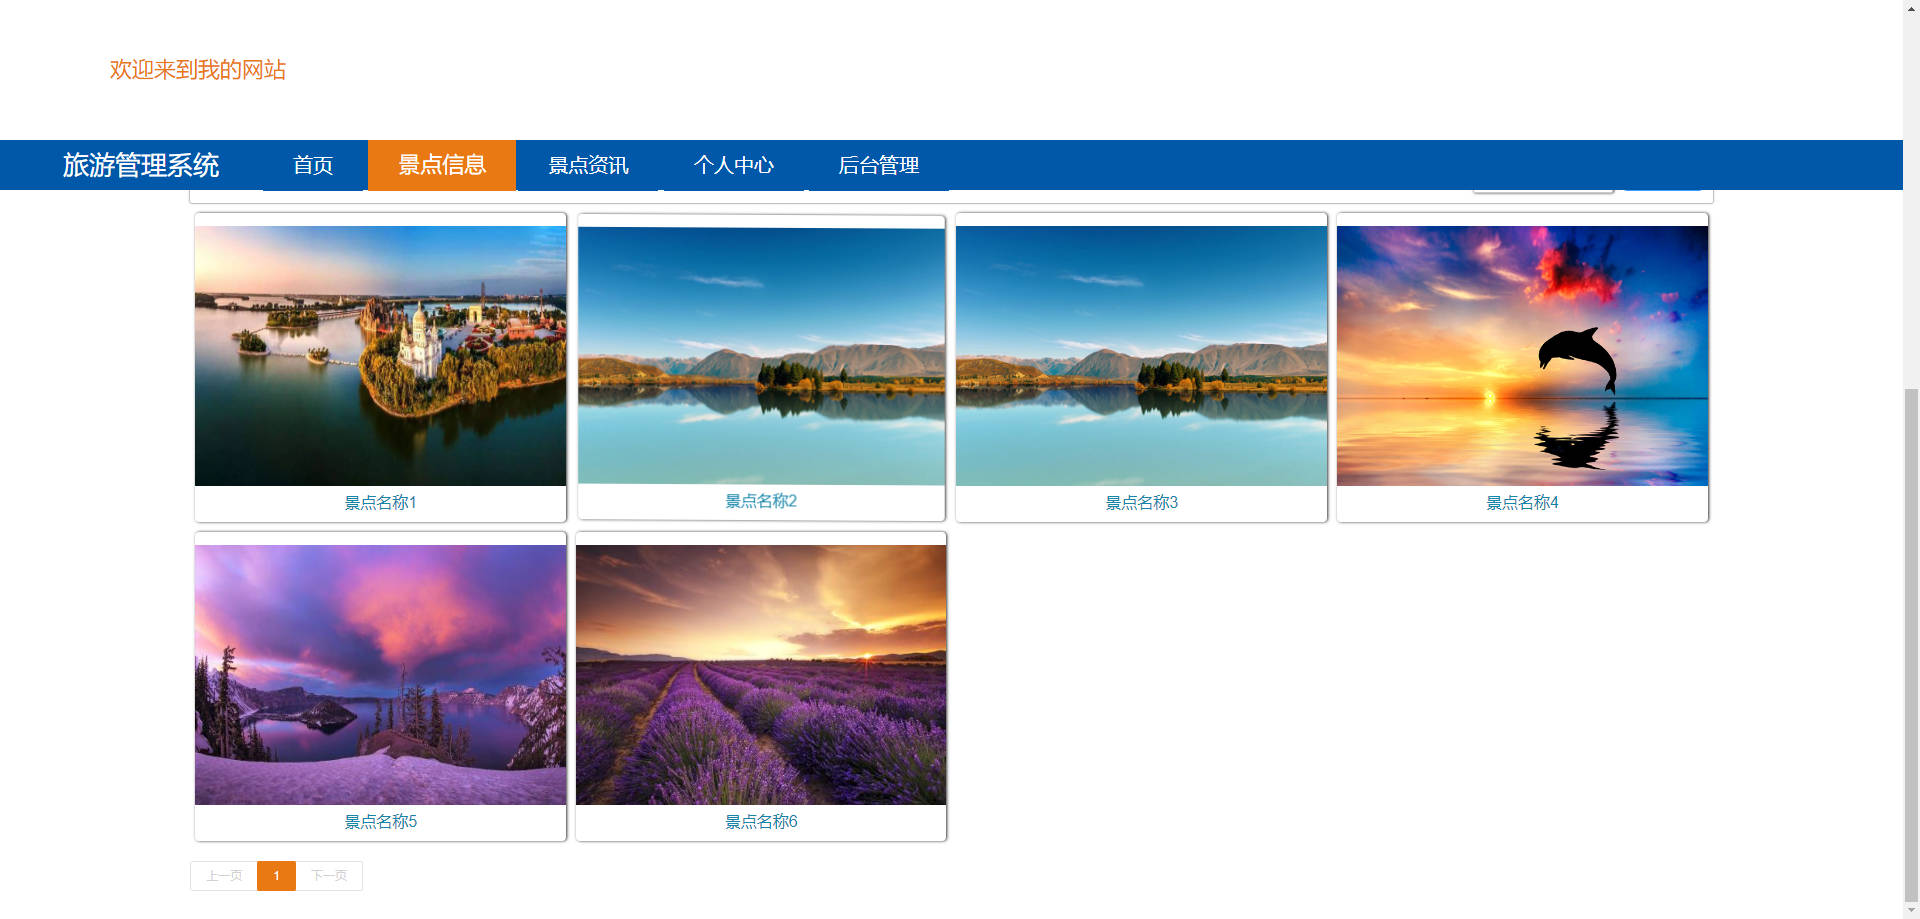 欢迎来到我的网站
旅游管理系统 首页 景点信息 景点资讯 个人中心 后台管理
景点名称1 景点名称2 景点名称3 景点名称4
景点名称5 景点名称6
上一页 1 下一页